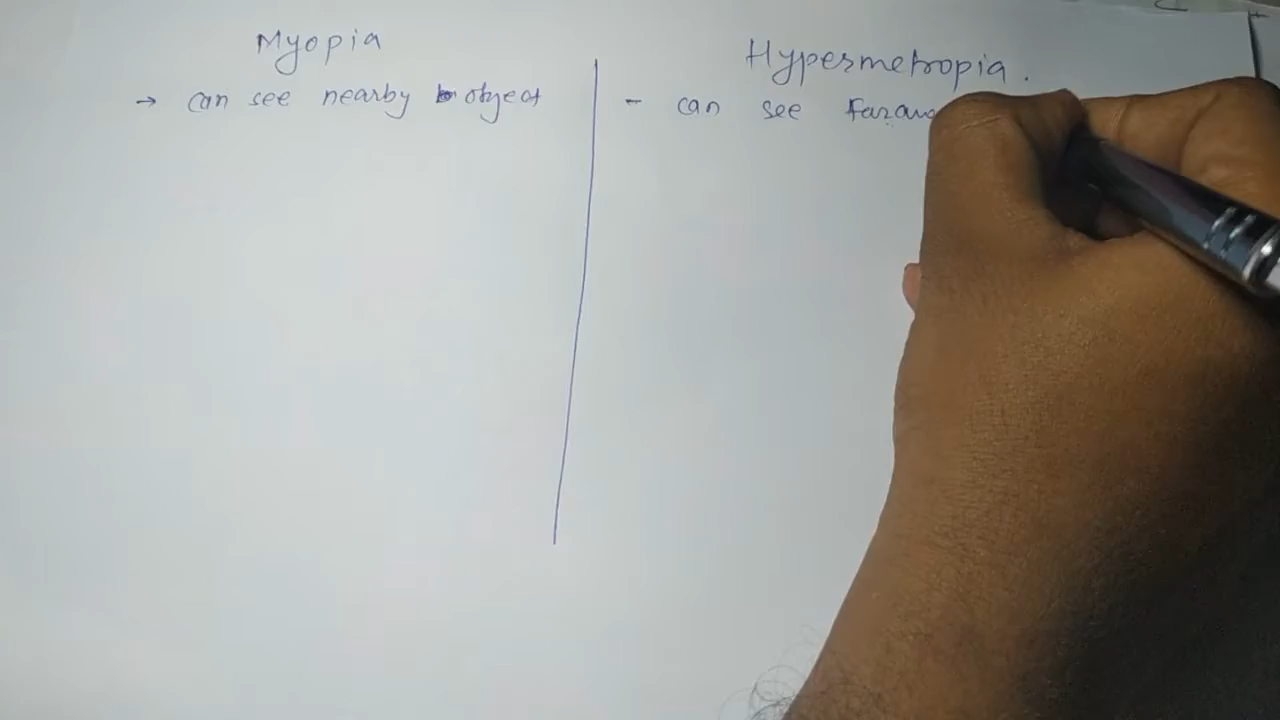 Myopia
→ can see nearby object
Hypermetropia.
- can see